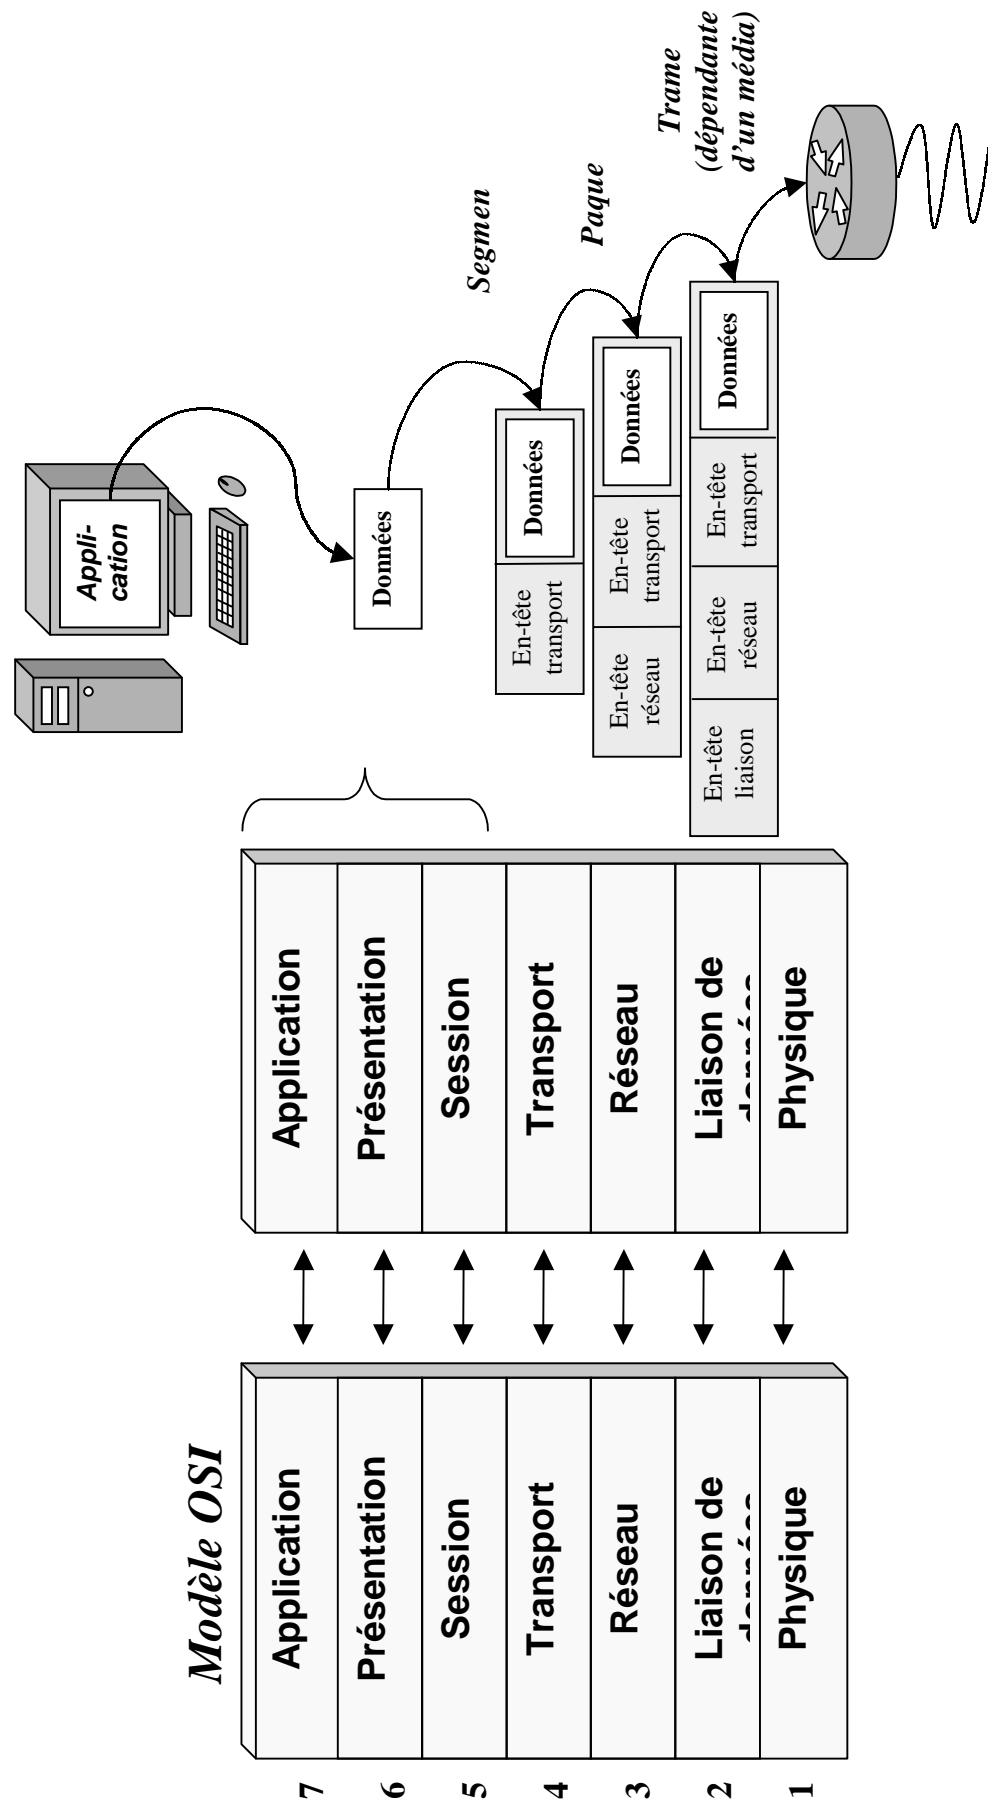 Modèle OSI
7
Application
Application
6
Présentation
Présentation
5
Session
Session
4
Transport
Transport
3
Réseau
Réseau
2
Liaison de
données
Liaison de
données
1
Physique
Physique
Appli-
cation
Données
Segmen
En-tête
transport
Données
Paque
En-tête
réseau
En-tête
transport
Données
Trame
(dépendante
d'un média)
En-tête
liaison
En-tête
réseau
En-tête
transport
Données